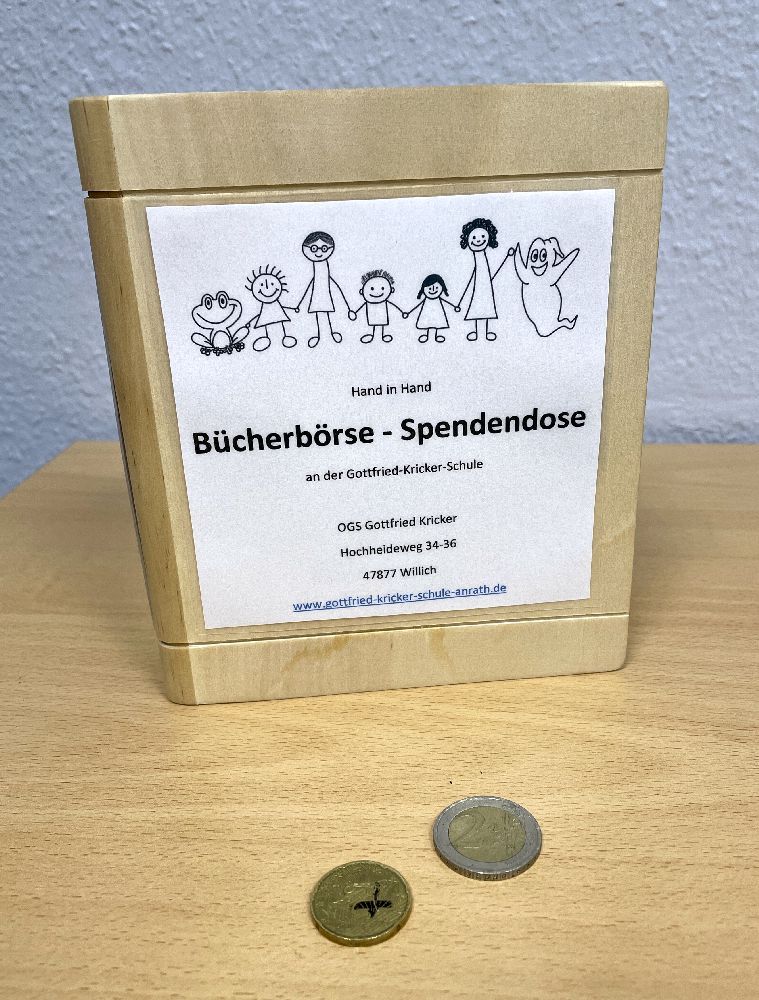 Hand in Hand
Bücherbörse - Spendendose
an der Gottfried-Kricker-Schule
OGS Gottfried Kricker
Hochheideweg 34-36
47877 Willich
www.gottfried-kricker-schule-anrath.de
2